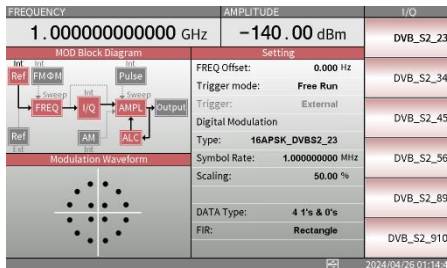 FREQUENCY AMPLITUDE I/Q
1.000000000000 GHz -140.00 dBm
DVB_S2_23
MOD Block Diagram
Setting
Int Int Int
Ref FMΦM Pulse
Sweep Int Sweep
FREQ I/Q AMPL Output
Ref AM ALC
Ext Int
Modulation Waveform
FREQ Offset: 0.000 Hz
Trigger mode: Free Run
Trigger: External
Digital Modulation
Type: 16APSK_DVBS2_23
Symbol Rate: 1.000000000 MHz
Scaling: 50.00 %
DATA Type: 4 1's & 0's
FIR: Rectangle
DVB_S2_34
DVB_S2_45
DVB_S2_56
DVB_S2_89
DVB_S2_910
2024/04/26 01:14:4